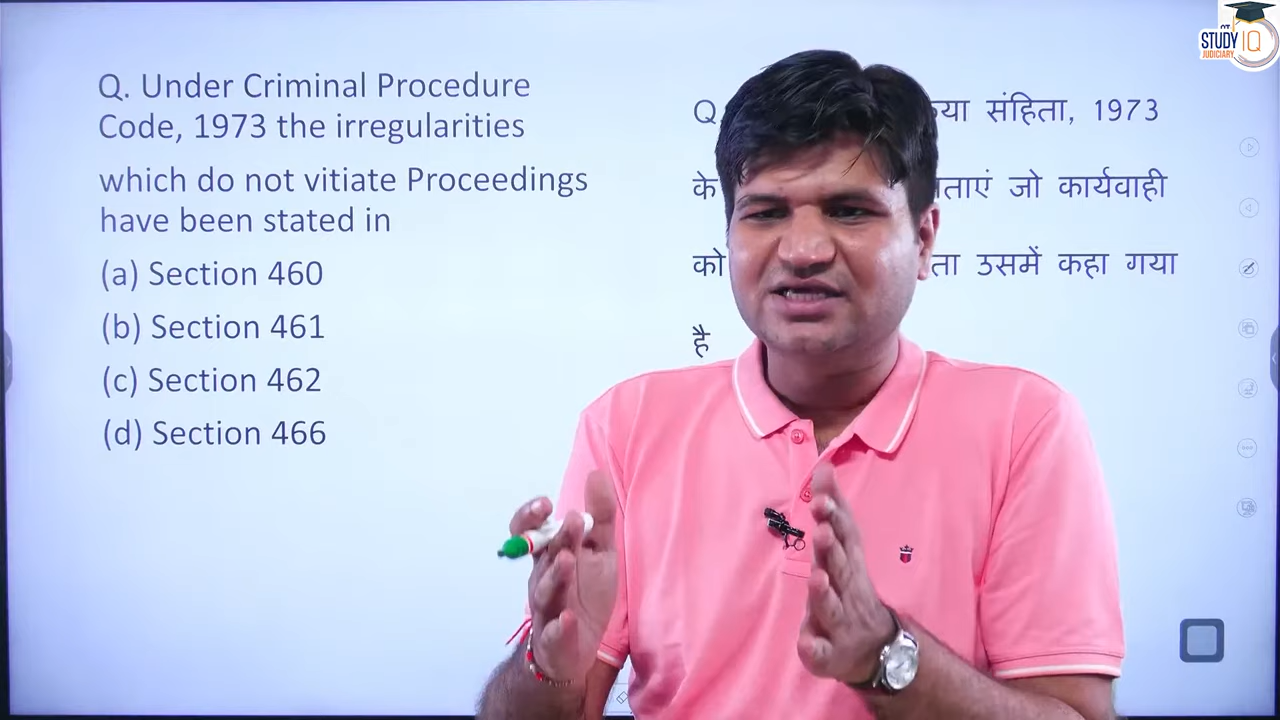 Q. Under Criminal Procedure
Code, 1973 the irregularities
which do not vitiate Proceedings
have been stated in
(a) Section 460
(b) Section 461
(c) Section 462
(d) Section 466
Q
संहिता, 1973
के
जो कार्यवाही
को
उसमें कहा गया
है
STUDY IQ
JUDICIARY